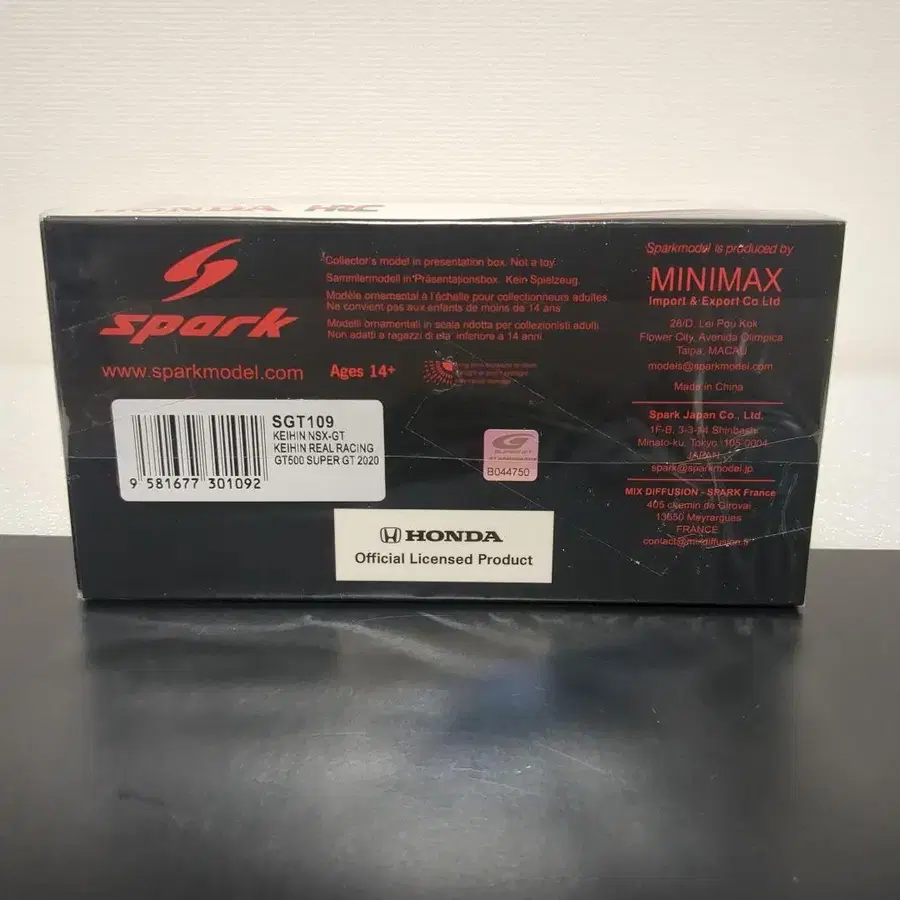 HONDA HRC
spark
www.sparkmodel.com
Collector's model in presentation box. Not a toy.
Sammlermodell in Präsentationsbox. Kein Spielzeug.
Modèle ornamental à l'échelle pour collectionneurs adultes
Ne convient pas aux enfants de moins de 14 ans
Modelli ornamentali in scala ridotta per collezionisti adulti
Non adatti a ragazzi di eta' inferiore a 14 anni.
Ages 14+
SGT109
KEIHIN NSX-GT
KEIHIN REAL RACING
GT500 SUPER GT 2020
9 581677 301092
B044750
HONDA
Official Licensed Product
Sparkmodel is produced by
MINIMAX
Import & Export Co Ltd
28/D, Lei Pou Kok
Flower City, Avenida Olimpica
Taipa, MACAU
models@sparkmodel.com
Made in China
Spark Japan Co., Ltd.
1F-B, 3-3-14 Shinbashi
Minato-ku, Tokyo, 105-0004
JAPAN
spark@sparkmodel.jp
MIX DIFFUSION - SPARK France
405 chemin de Girovai
13650 Meyrargues
FRANCE
contact@mixdiffusion.fr